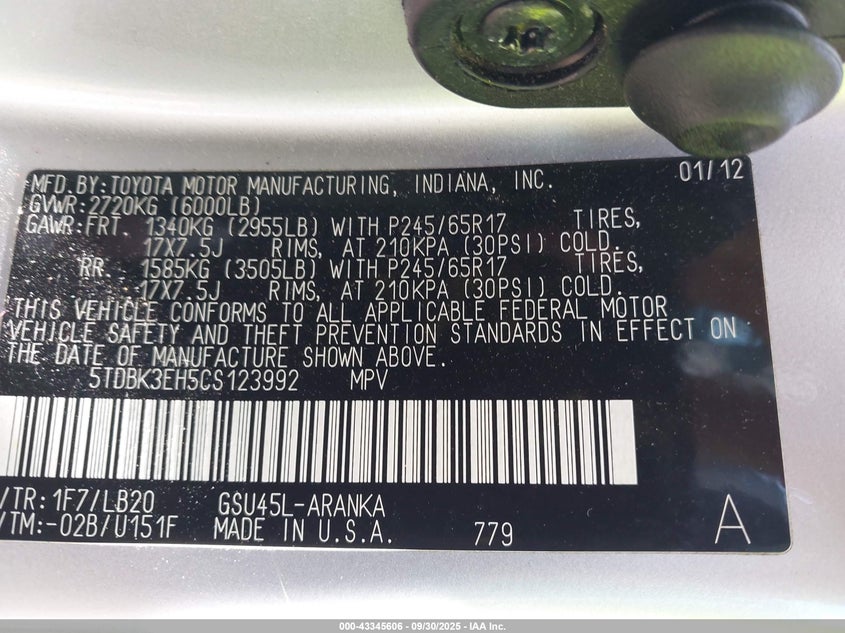 MFD.BY:TOYOTA MOTOR MANUFACTURING, INDIANA, INC. 01/12
GVWR:2720KG (6000LB)
GAWR:FRT. 1340KG (2955LB) WITH P245/65R17 TIRES,
17X7.5J RIMS, AT 210KPA (30PSI) COLD.
RR. 1585KG (3505LB) WITH P245/65R17 TIRES,
17X7.5J RIMS, AT 210KPA (30PSI) COLD.
THIS VEHICLE CONFORMS TO ALL APPLICABLE FEDERAL MOTOR
VEHICLE SAFETY AND THEFT PREVENTION STANDARDS IN EFFECT ON
THE DATE OF MANUFACTURE SHOWN ABOVE.
5TDBK3EH5CS123992 MPV
/TR: 1F7/LB20 GSU45L-ARANKA
/TM:-02B/U151F MADE IN U.S.A. 779 A
000-43345606 - 09/30/2025 - IAA Inc.